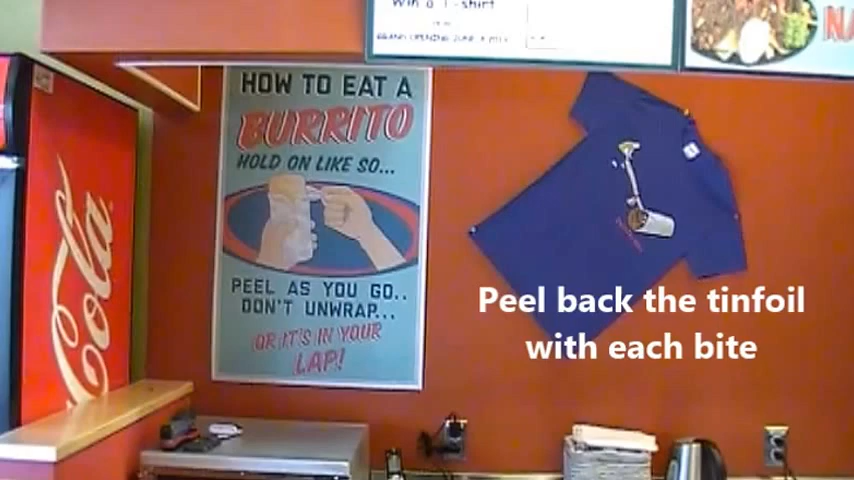 Win a T-shirt
HOW TO EAT A
BURRITO
HOLD ON LIKE SO...
PEEL AS YOU GO..
DON'T UNWRAP...
OR IT'S IN YOUR
LAP!
Cola
NA
Peel back the tinfoil
with each bite